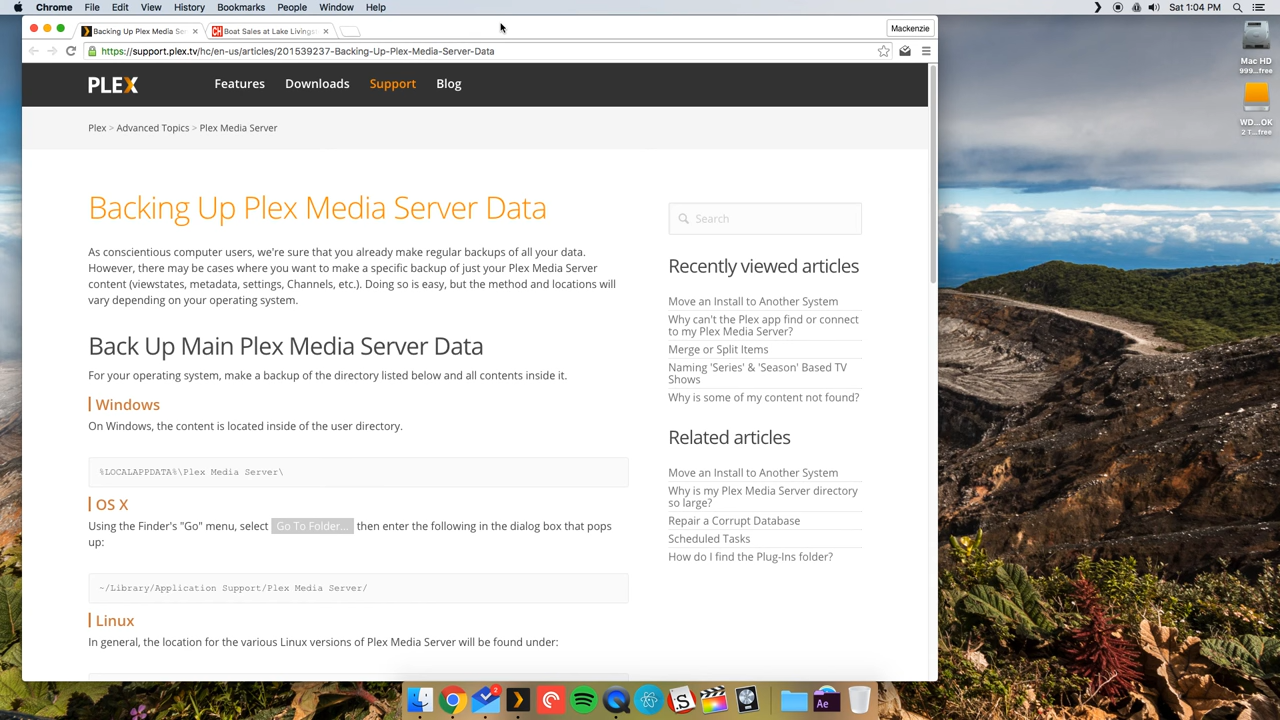 Chrome File Edit View History Bookmarks People Window Help Sat 1:04 PM
Backing Up Plex Media Se Boat Sales at Lake Livings Mackenzie
https://support.plex.tv/hc/en-us/articles/201539237-Backing-Up-Plex-Media-Server-Data
Mac HD
999...free
WD...OK
2 T...free
PLEX Features Downloads Support Blog
Plex > Advanced Topics > Plex Media Server
Backing Up Plex Media Server Data
As conscientious computer users, we're sure that you already make regular backups of all your data.
However, there may be cases where you want to make a specific backup of just your Plex Media Server
content (viewstates, metadata, settings, Channels, etc.). Doing so is easy, but the method and locations will
vary depending on your operating system.
Back Up Main Plex Media Server Data
For your operating system, make a backup of the directory listed below and all contents inside it.
Windows
On Windows, the content is located inside of the user directory.
%LOCALAPPDATA%\Plex Media Server\
OS X
Using the Finder's "Go" menu, select Go To Folder... then enter the following in the dialog box that pops
up:
~/Library/Application Support/Plex Media Server/
Linux
In general, the location for the various Linux versions of Plex Media Server will be found under:
Search
Recently viewed articles
Move an Install to Another System
Why can't the Plex app find or connect
to my Plex Media Server?
Merge or Split Items
Naming 'Series' & 'Season' Based TV
Shows
Why is some of my content not found?
Related articles
Move an Install to Another System
Why is my Plex Media Server directory
so large?
Repair a Corrupt Database
Scheduled Tasks
How do I find the Plug-Ins folder?
2
Ae